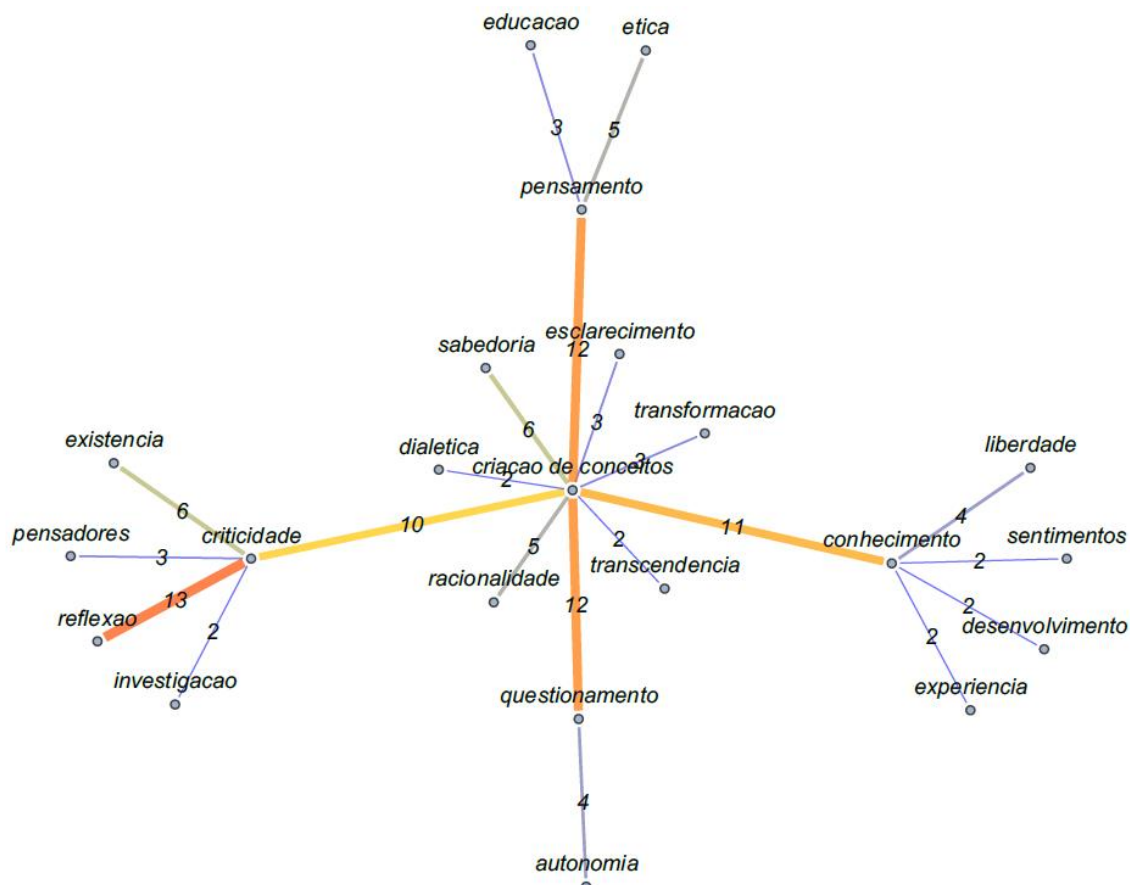 educacao
etica
3
5
pensamento
esclarecimento
sabedoria
12
transformacao
existencia
dialetica
6
3
3
liberdade
criacao de conceitos
2
6
10
11
4
pensadores
criticidade
conhecimento
sentimentos
3
5
2
2
racionalidade
transcendencia
13
12
2
reflexao
2
2
desenvolvimento
investigacao
experiencia
questionamento
4
autonomia